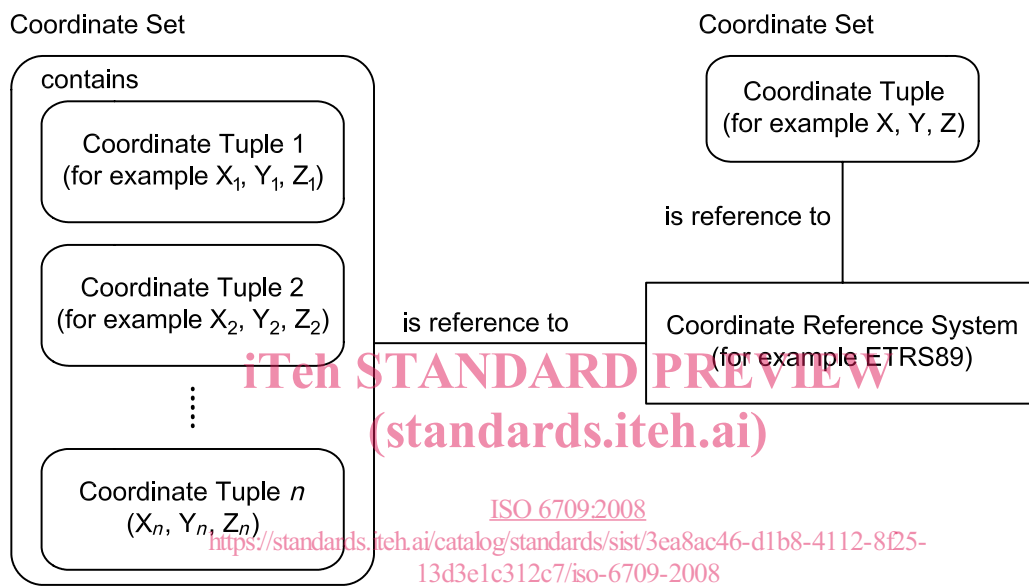 Coordinate Set
contains
Coordinate Tuple 1
(for example X₁, Y₁, Z₁)
Coordinate Tuple 2
(for example X₂, Y₂, Z₂)
Coordinate Tuple n
(Xn, Yn, Zn)
is reference to
Coordinate Set
Coordinate Tuple
(for example X, Y, Z)
is reference to
Coordinate Reference System
(for example ETRS89)
iTeh STANDARD PREVIEW
(standards.iteh.ai)
ISO 6709:2008
https://standards.iteh.ai/catalog/standards/sist/3ea8ac46-d1b8-4112-8f25-
13d3e1c312c7/iso-6709-2008